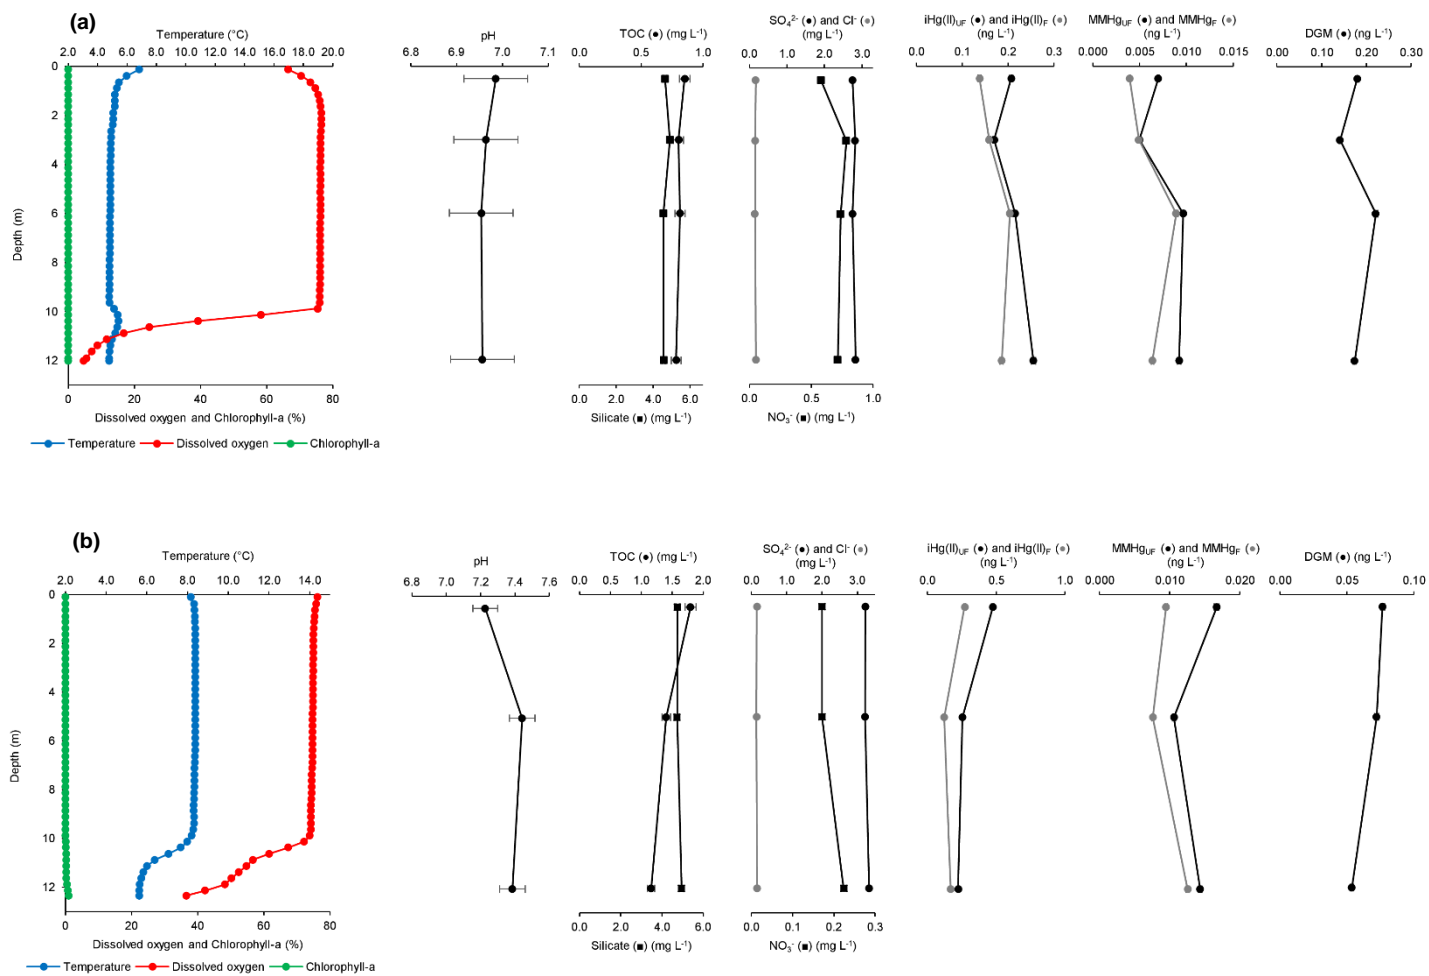 (a)
Temperature (°C)
2.0 4.0 6.0 8.0 10.0 12.0 14.0 16.0 18.0 20.0
0
2
4
6
8
10
12
Depth (m)
0 20 40 60 80
Dissolved oxygen and Chlorophyll-a (%)
Temperature Dissolved oxygen Chlorophyll-a
pH
6.8 6.9 7.0 7.1
TOC (●) (mg L⁻¹)
0.0 0.5 1.0
0.0 2.0 4.0 6.0
Silicate (■) (mg L⁻¹)
SO₄²⁻ (●) and Cl⁻ (●)
(mg L⁻¹)
0.0 1.0 2.0 3.0
0.0 0.5 1.0
NO₃⁻ (■) (mg L⁻¹)
iHg(II)UF (●) and iHg(II)F (●)
(ng L⁻¹)
0.0 0.1 0.2 0.3
MMHgUF (●) and MMHgF (●)
(ng L⁻¹)
0.000 0.005 0.010 0.015
DGM (●) (ng L⁻¹)
0.00 0.10 0.20 0.30
(b)
Temperature (°C)
2.0 4.0 6.0 8.0 10.0 12.0 14.0
0
2
4
6
8
10
12
Depth (m)
0 20 40 60 80
Dissolved oxygen and Chlorophyll-a (%)
Temperature Dissolved oxygen Chlorophyll-a
pH
6.8 7.0 7.2 7.4 7.6
TOC (●) (mg L⁻¹)
0.0 0.5 1.0 1.5 2.0
0.0 2.0 4.0 6.0
Silicate (■) (mg L⁻¹)
SO₄²⁻ (●) and Cl⁻ (●)
(mg L⁻¹)
0.0 1.0 2.0 3.0
0.0 0.1 0.2 0.3
NO₃⁻ (■) (mg L⁻¹)
iHg(II)UF (●) and iHg(II)F (●)
(ng L⁻¹)
0.0 0.5 1.0
MMHgUF (●) and MMHgF (●)
(ng L⁻¹)
0.000 0.010 0.020
DGM (●) (ng L⁻¹)
0.00 0.05 0.10